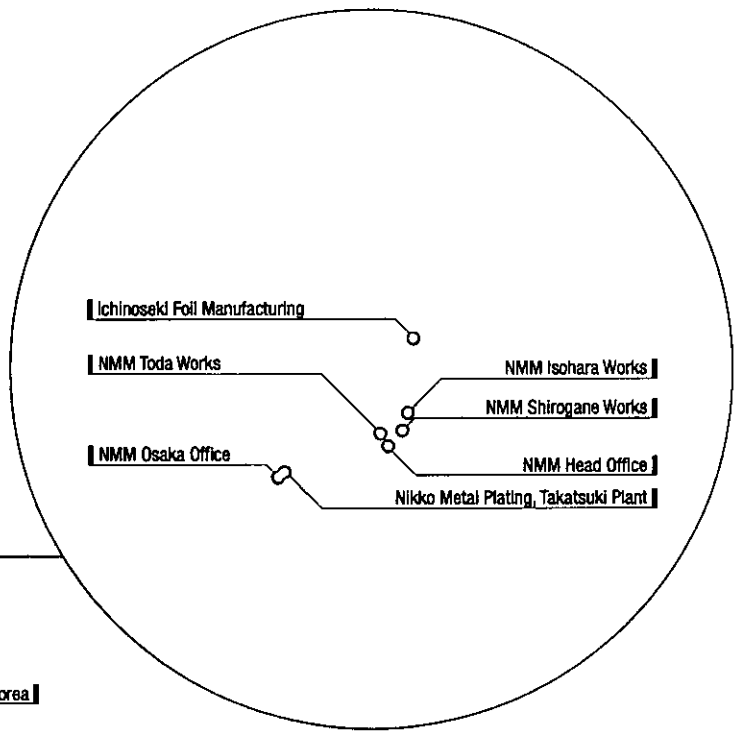 Ichinoseki Foil Manufacturing
NMM Toda Works
NMM Isohara Works
NMM Shirogane Works
NMM Osaka Office
NMM Head Office
Nikko Metal Plating, Takatsuki Plant
orea